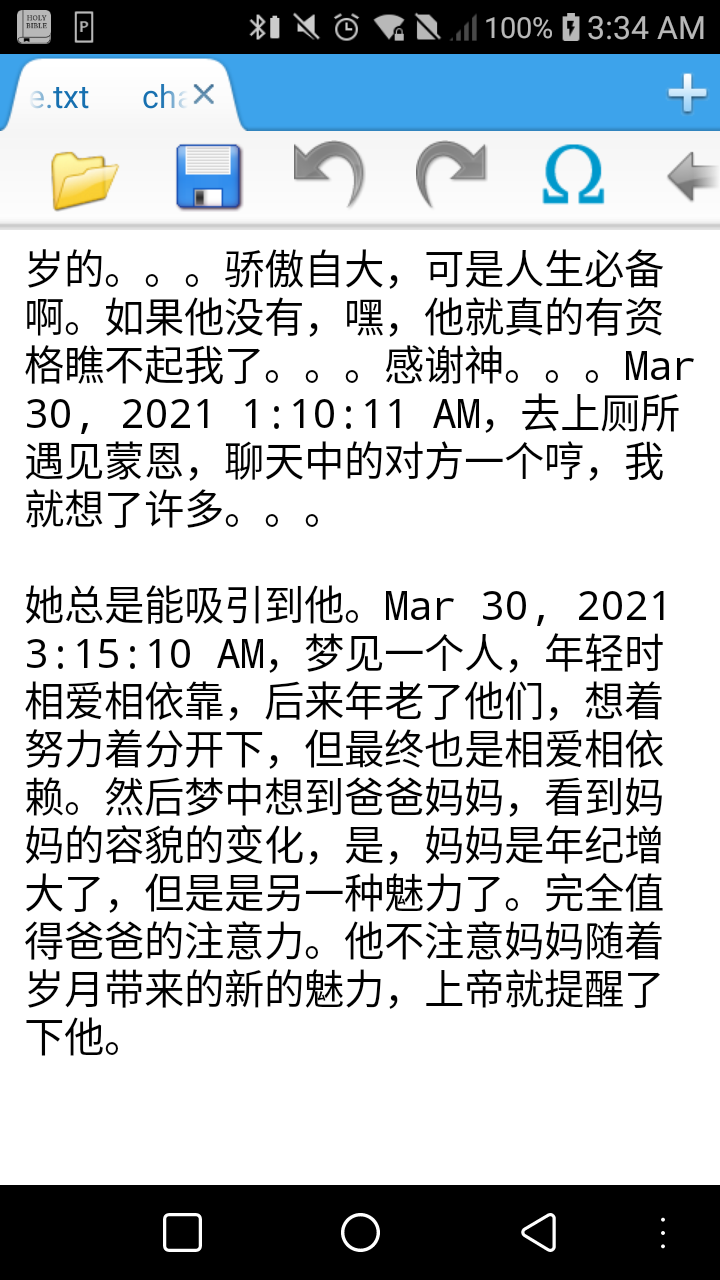 HOLY
BIBLE
P
100%
3:34 AM
e.txt
cha
Ω
岁的。。。骄傲自大，可是人生必备
啊。如果他没有，嘿，他就真的有资
格瞧不起我了。。。感谢神。。。Mar
30, 2021 1:10:11 AM，去上厕所
遇见蒙恩，聊天中的对方一个哼，我
就想了许多。。。
她总是能吸引到他。Mar 30, 2021
3:15:10 AM，梦见一个人，年轻时
相爱相依靠，后来年老了他们，想着
努力着分开下，但最终也是相爱相依
赖。然后梦中想到爸爸妈妈，看到妈
妈的容貌的变化，是，妈妈是年纪增
大了，但是是另一种魅力了。完全值
得爸爸的注意力。他不注意妈妈随着
岁月带来的新的魅力，上帝就提醒了
下他。